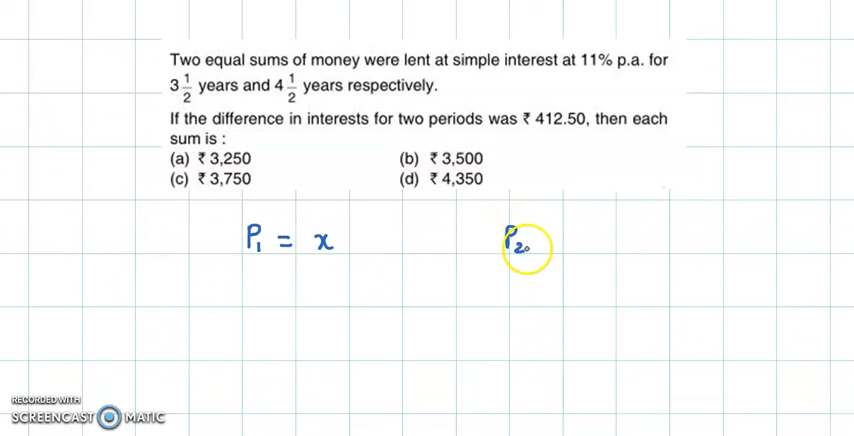 Two equal sums of money were lent at simple interest at 11% p.a. for
3 1/2 years and 4 1/2 years respectively.
If the difference in interests for two periods was ₹ 412.50, then each
sum is :
(a) ₹ 3,250 (b) ₹ 3,500
(c) ₹ 3,750 (d) ₹ 4,350
P₁ = x P₂
RECORDED WITH
SCREENCAST MATIC